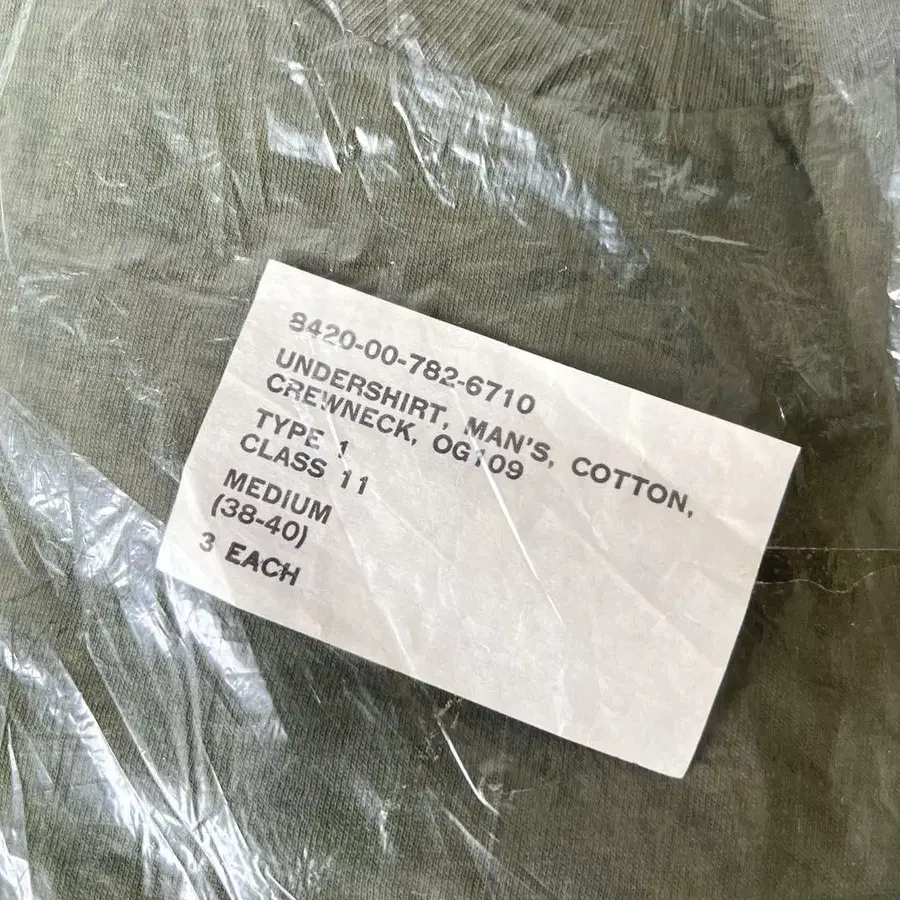 8420-00-782-6710
UNDERSHIRT, MAN'S, COTTON,
CREWNECK, OG109
TYPE 1
CLASS 11
MEDIUM
(38-40)
3 EACH